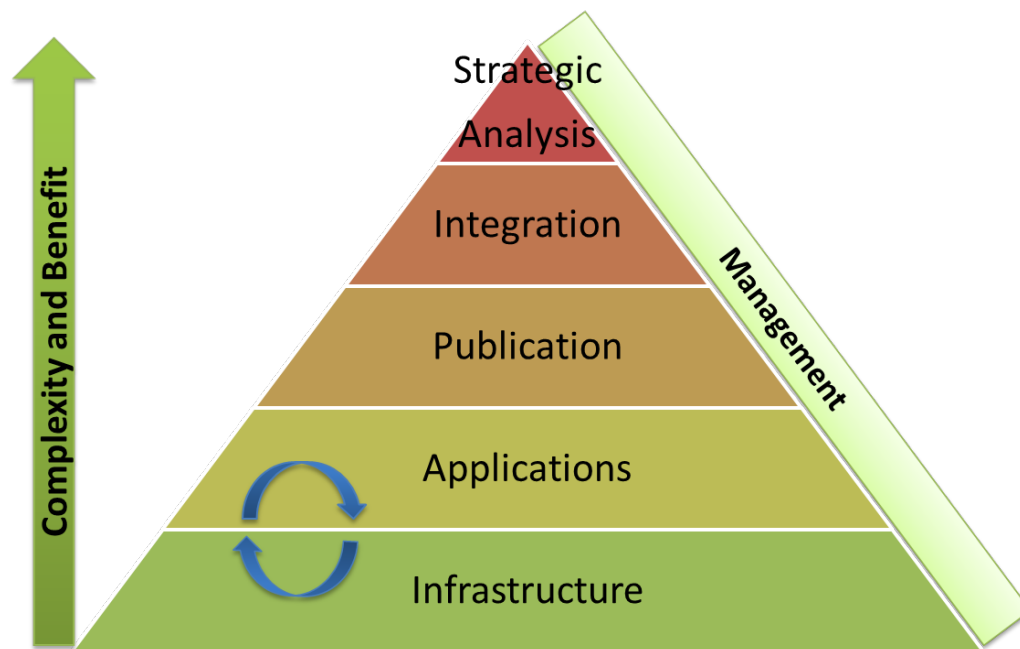 Strategic
Analysis
Integration
Publication
Applications
Infrastructure
Complexity and Benefit
Management